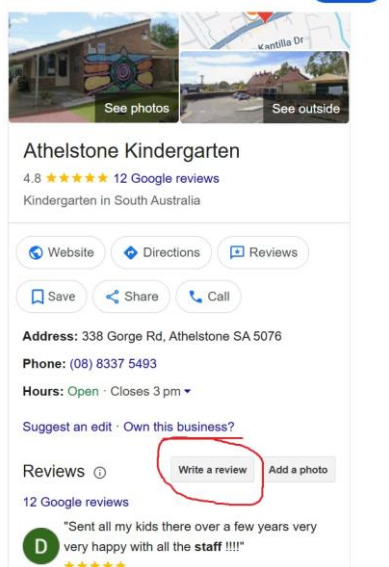 Kantilla Dr
See photos
See outside
Athelstone Kindergarten
4.8 12 Google reviews
Kindergarten in South Australia
Website Directions Reviews
Save Share Call
Address: 338 Gorge Rd, Athelstone SA 5076
Phone: (08) 8337 5493
Hours: Open · Closes 3 pm
Suggest an edit · Own this business?
Reviews Write a review Add a photo
12 Google reviews
D "Sent all my kids there over a few years very
very happy with all the staff !!!!"